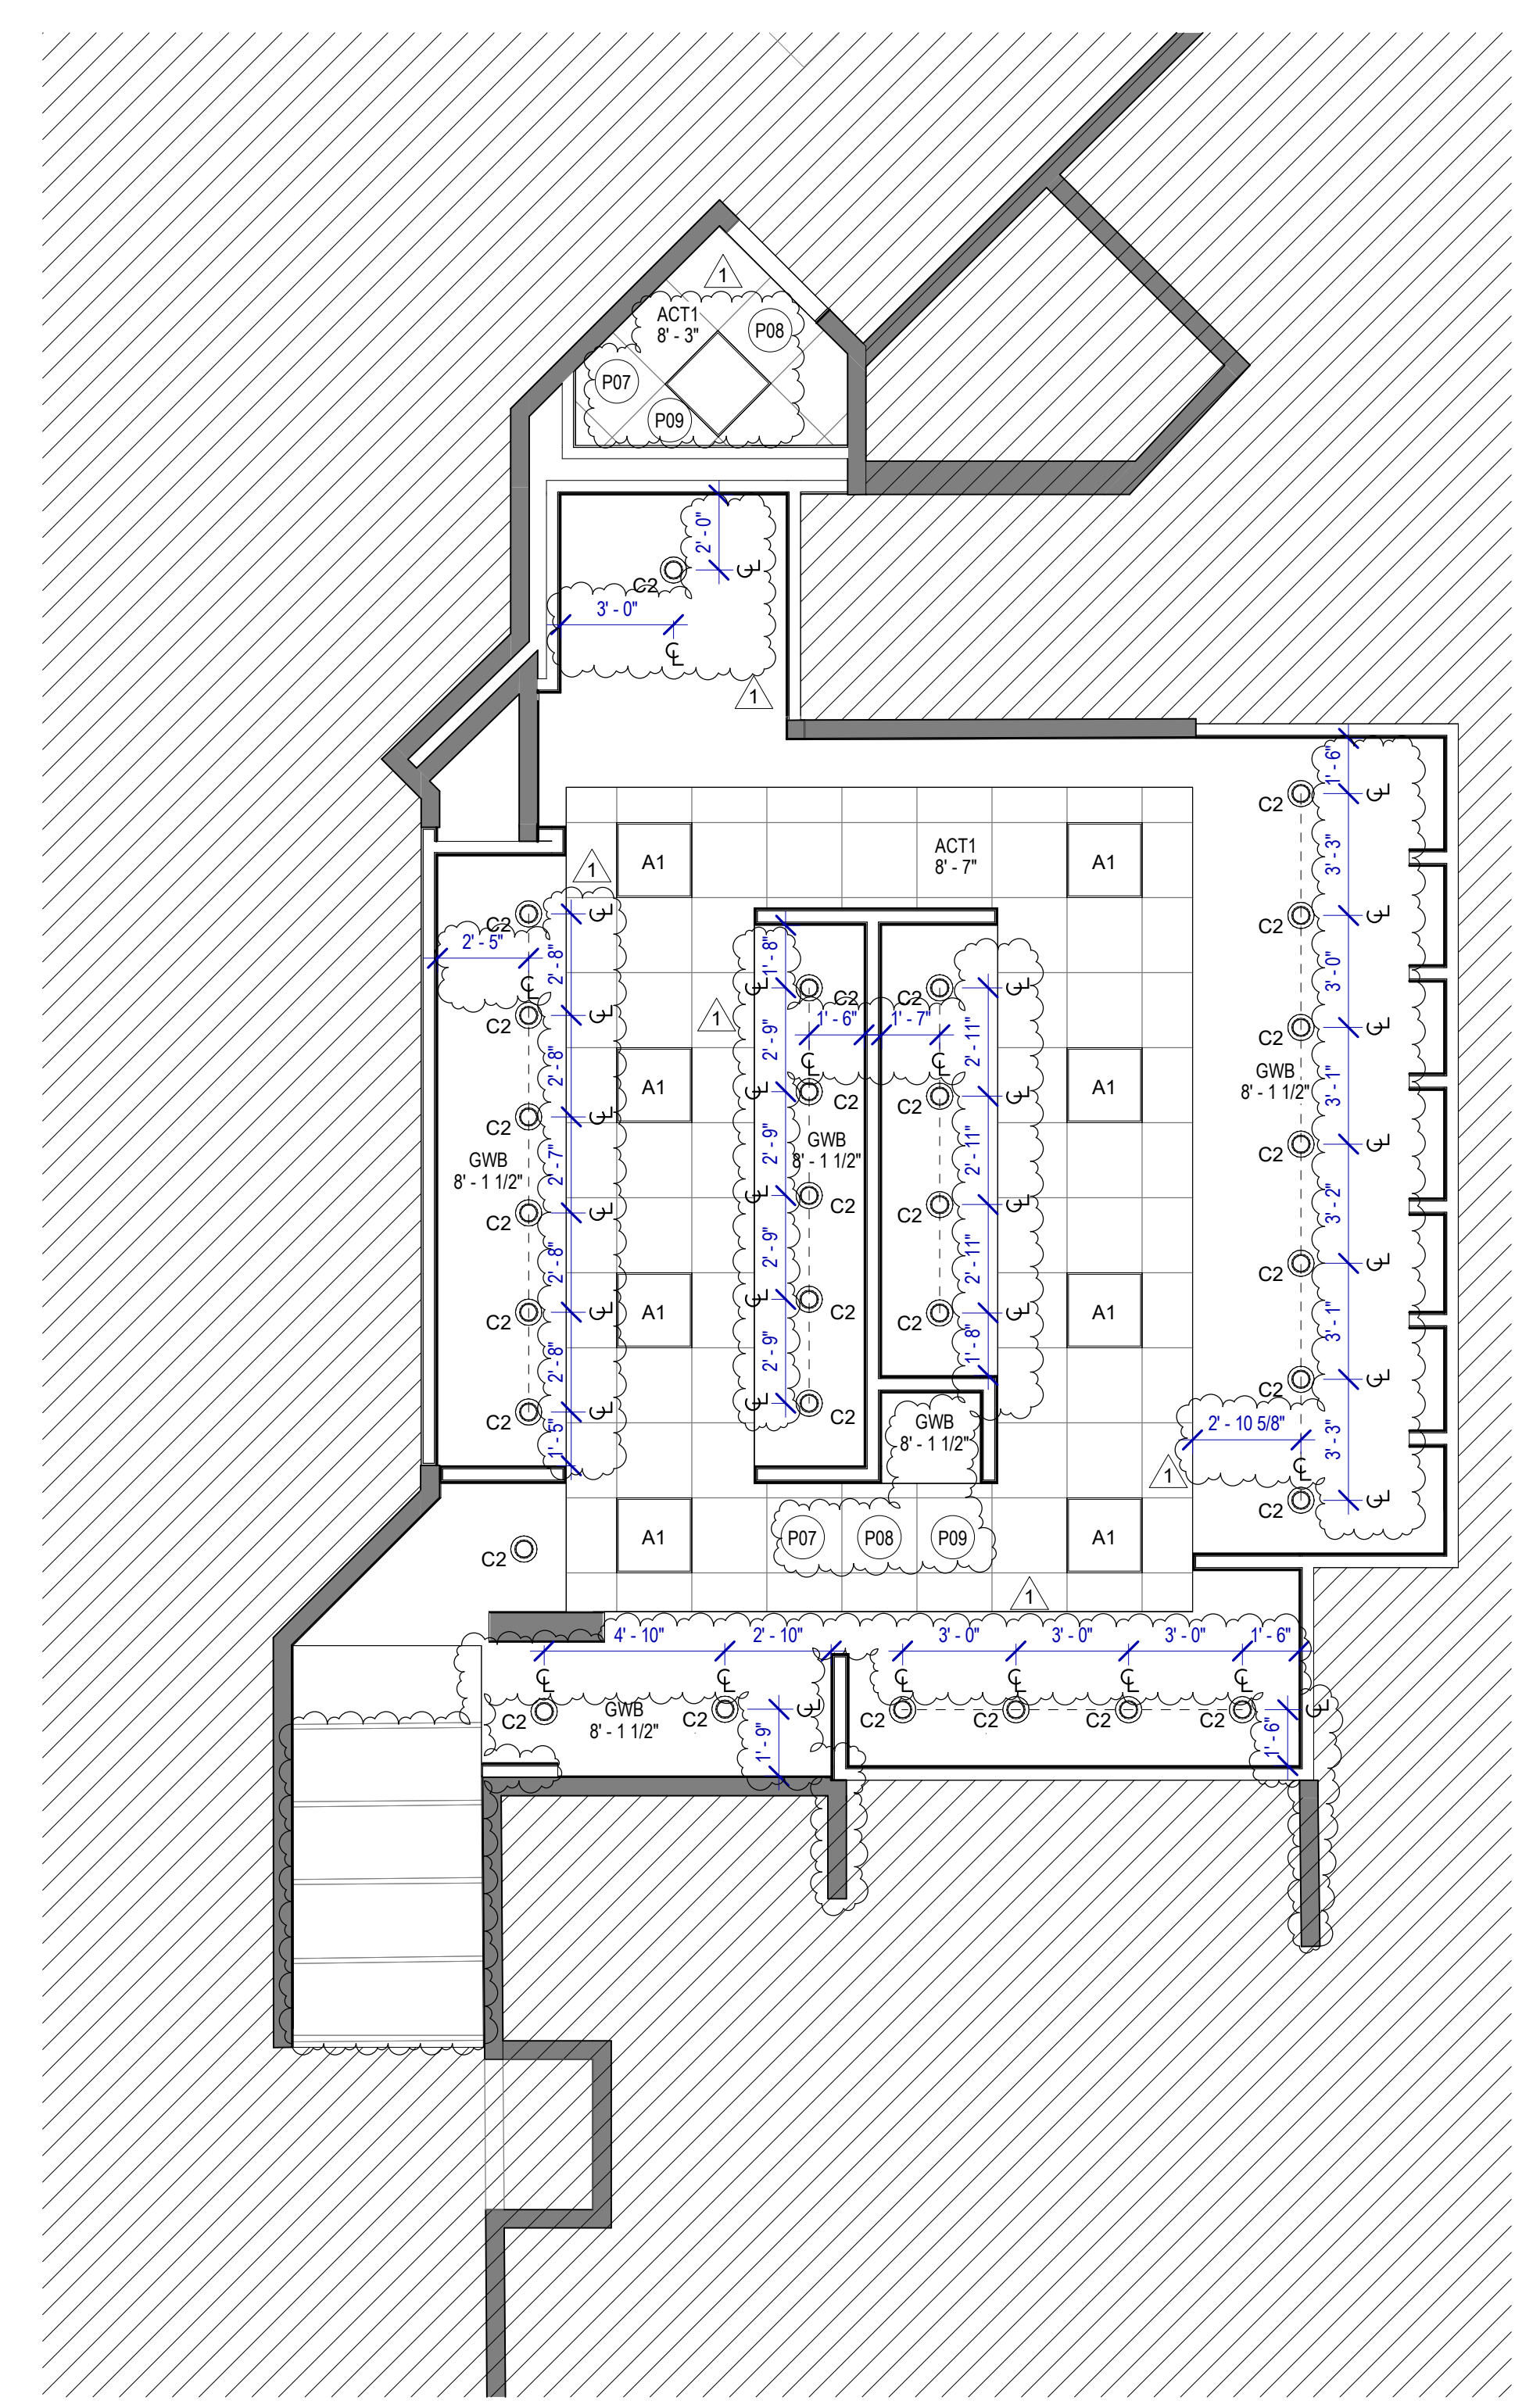 1
ACT1
8' - 3"
P08
P07
P09
2' - 0"
C2
3' - 0"
1
1' - 6"
C2
3' - 3"
C2
3' - 0"
C2
GWB
8' - 1 1/2"
3' - 1"
C2
3' - 2"
C2
3' - 1"
C2
2' - 10 5/8"
3' - 3"
1
C2
A1
ACT1
8' - 7"
A1
1
C2
2' - 5"
2' - 8"
C2
2' - 8"
C2
GWB
8' - 1 1/2"
2' - 7"
C2
2' - 8"
C2
2' - 8"
C2
1' - 5"
1' - 8"
C2
C2
1
1' - 6"
1' - 7"
2' - 9"
2' - 11"
A1
A1
C2
C2
GWB
8' - 1 1/2"
2' - 9"
2' - 11"
C2
C2
2' - 9"
2' - 11"
A1
C2
C2
A1
2' - 9"
1' - 8"
C2
GWB
8' - 1 1/2"
A1
P07
P08
P09
A1
C2
1
4' - 10"
2' - 10"
3' - 0"
3' - 0"
3' - 0"
1' - 6"
C2
GWB
8' - 1 1/2"
C2
C2
C2
C2
C2
1' - 9"
1' - 6"